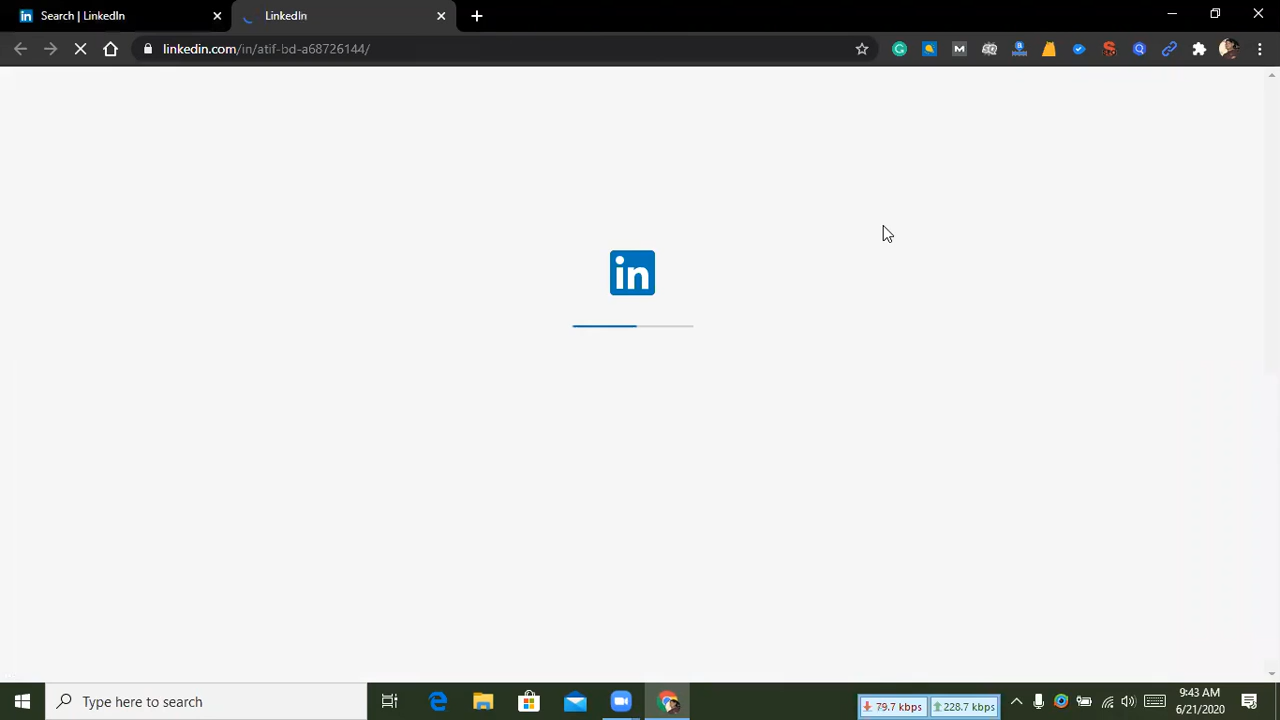 Search | LinkedIn
LinkedIn
linkedin.com/in/atif-bd-a68726144/
in
Type here to search
79.7 kbps
228.7 kbps
9:43 AM
6/21/2020